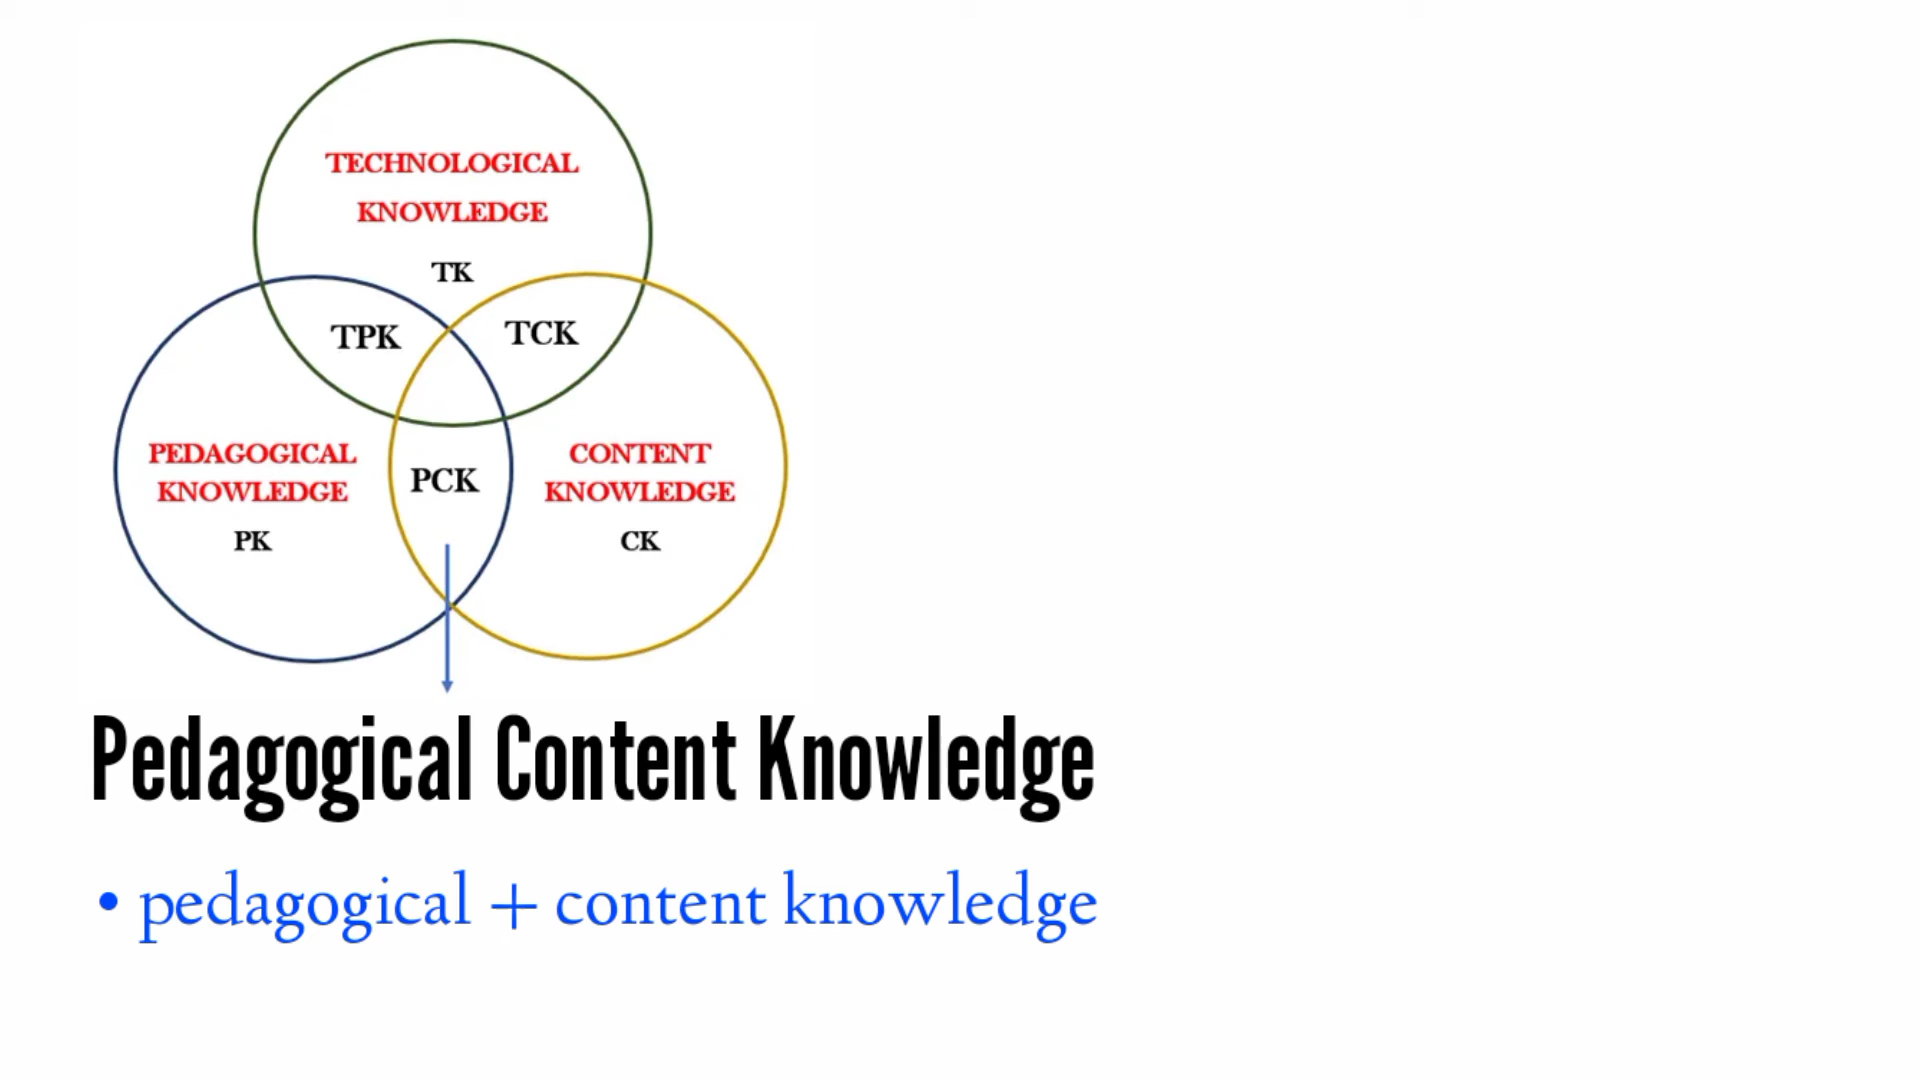 TECHNOLOGICAL
KNOWLEDGE
TK
TPK
TCK
PEDAGOGICAL
KNOWLEDGE
PK
PCK
CONTENT
KNOWLEDGE
CK
Pedagogical Content Knowledge
• pedagogical + content knowledge